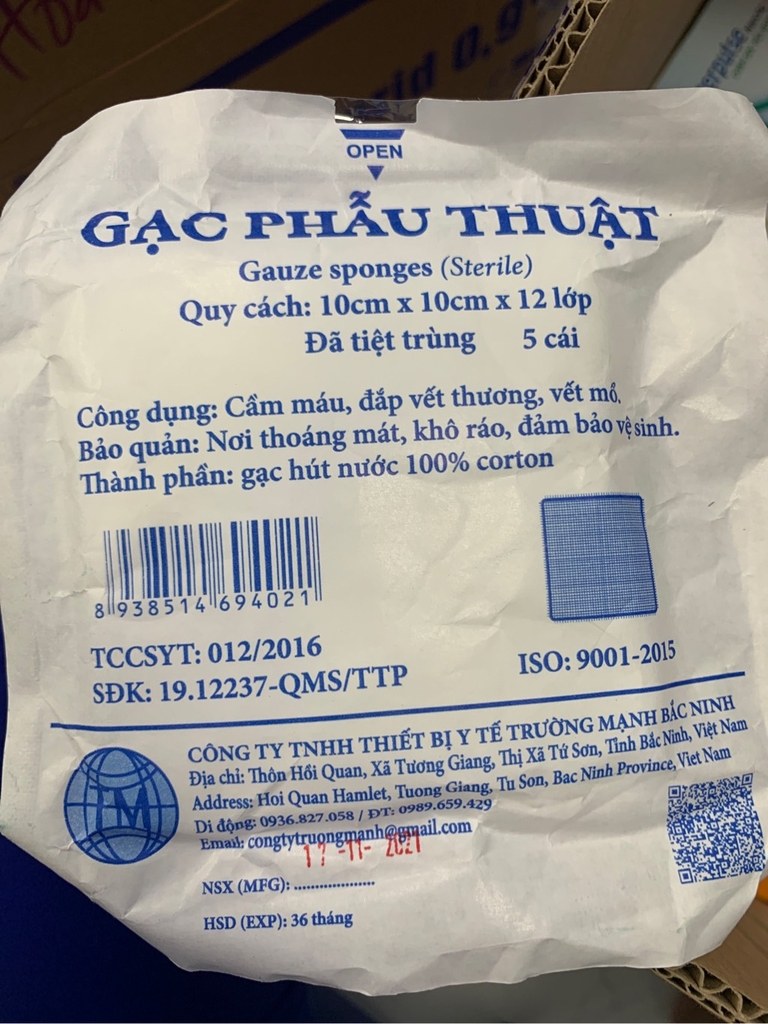 rid 0.9
OPEN
GẠC PHẪU THUẬT
Gauze sponges (Sterile)
Quy cách: 10cm x 10cm x 12 lớp
Đã tiệt trùng 5 cái
Công dụng: Cầm máu, đắp vết thương, vết mổ.
Bảo quản: Nơi thoáng mát, khô ráo, đảm bảo vệ sinh.
Thành phần: gạc hút nước 100% corton
8 938514 694021
TCCSYT: 012/2016
SĐK: 19.12237-QMS/TTP
ISO: 9001-2015
TM
CÔNG TY TNHH THIẾT BỊ Y TẾ TRƯỜNG MẠNH BẮC NINH
Địa chỉ: Thôn Hồi Quan, Xã Tương Giang, Thị Xã Tứ Sơn, Tỉnh Bắc Ninh, Việt Nam
Address: Hoi Quan Hamlet, Tuong Giang, Tu Son, Bac Ninh Province, Viet Nam
Di động: 0936.827.058 / ĐT: 0989.659.429
Email: congtytruongmanh@gmail.com
17 -11- 2021
NSX (MFG): ....................
HSD (EXP): 36 tháng